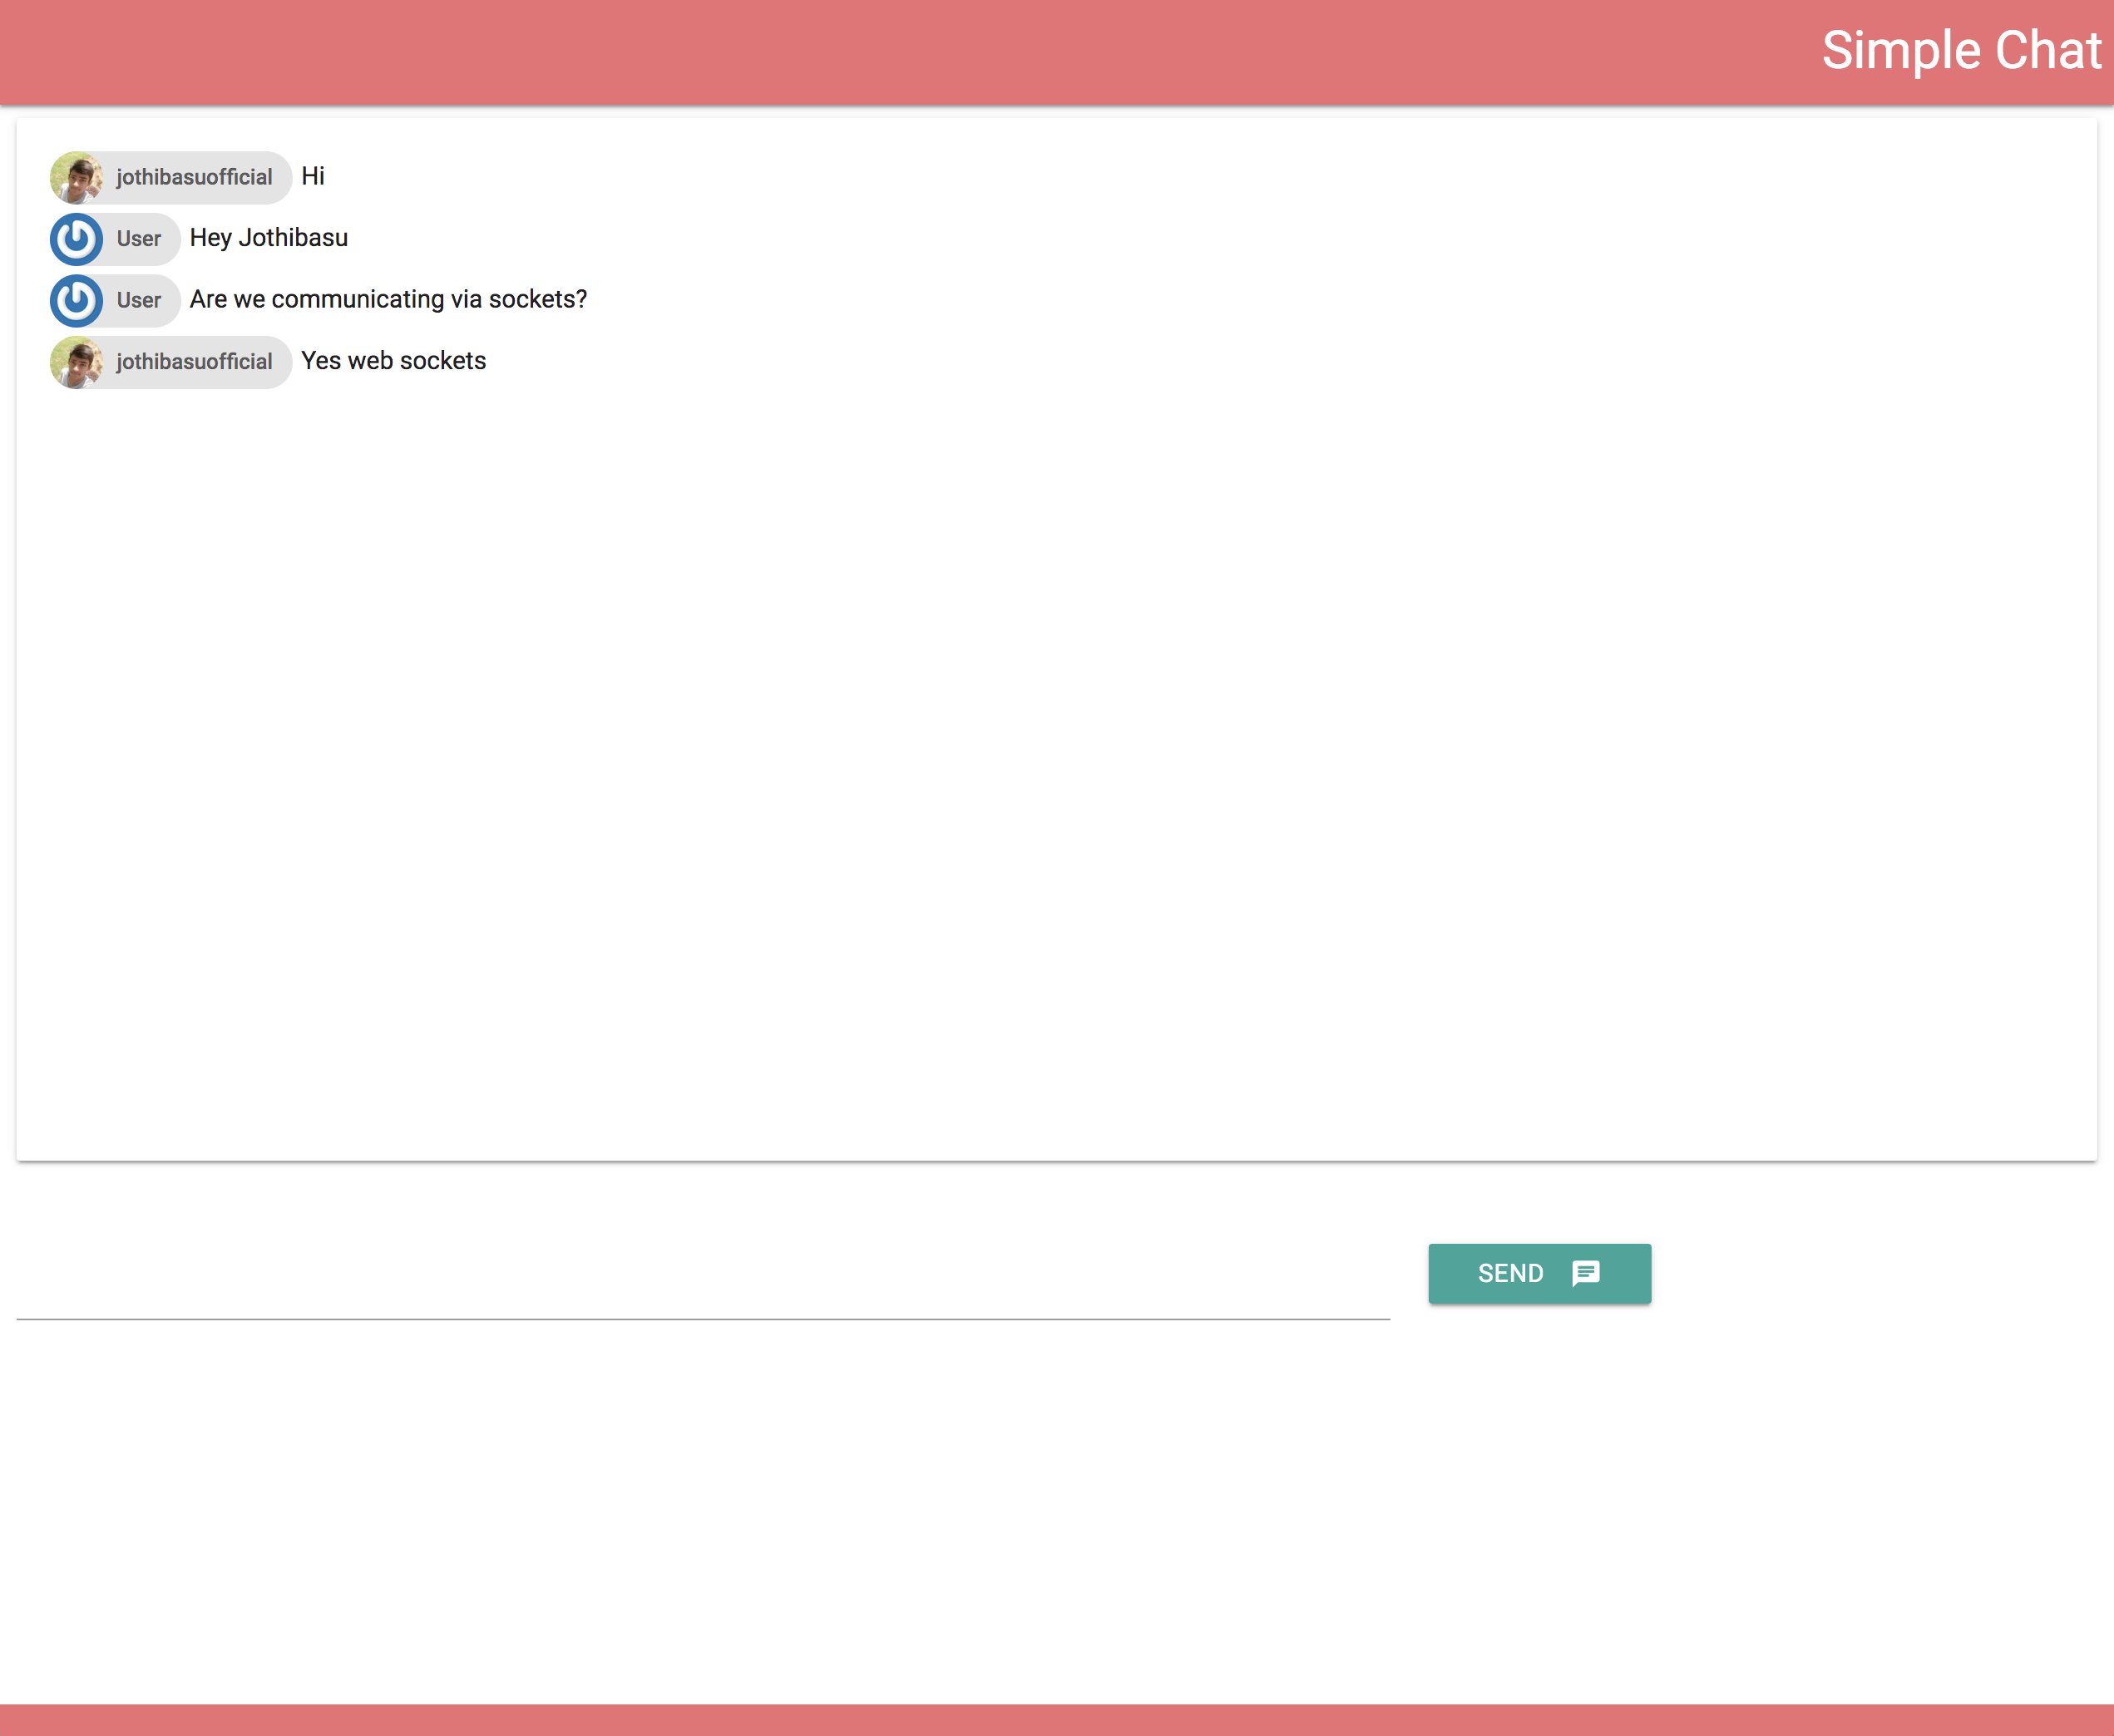 Simple Chat
jothibasuofficial Hi
User Hey Jothibasu
User Are we communicating via sockets?
jothibasuofficial Yes web sockets
SEND